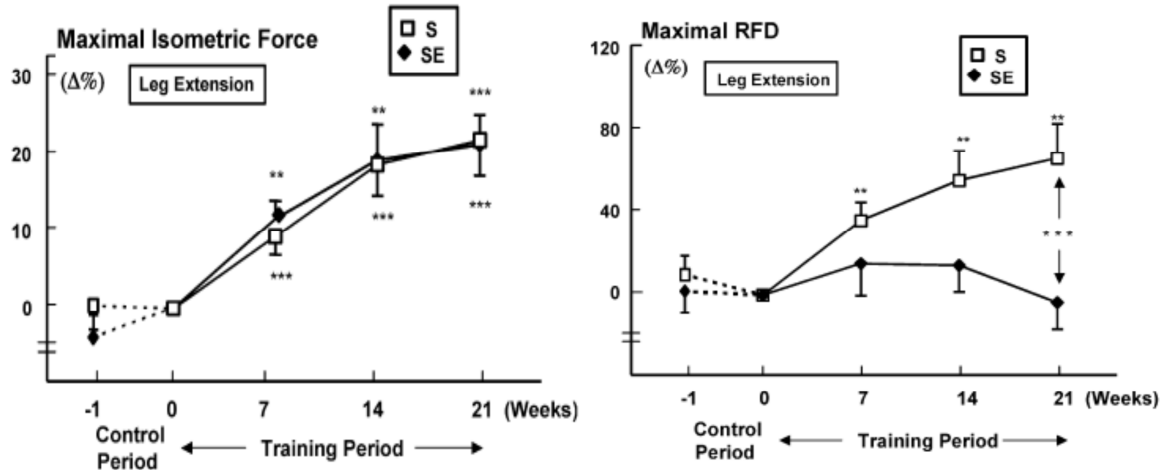 Maximal Isometric Force
(Δ%)
Leg Extension
S
SE
30
20
10
0
**
***
**
***
***
***
-1 0 7 14 21 (Weeks)
Control
Period
Training Period
Maximal RFD
(Δ%)
Leg Extension
S
SE
120
80
40
0
**
**
**
***
-1 0 7 14 21 (Weeks)
Control
Period
Training Period